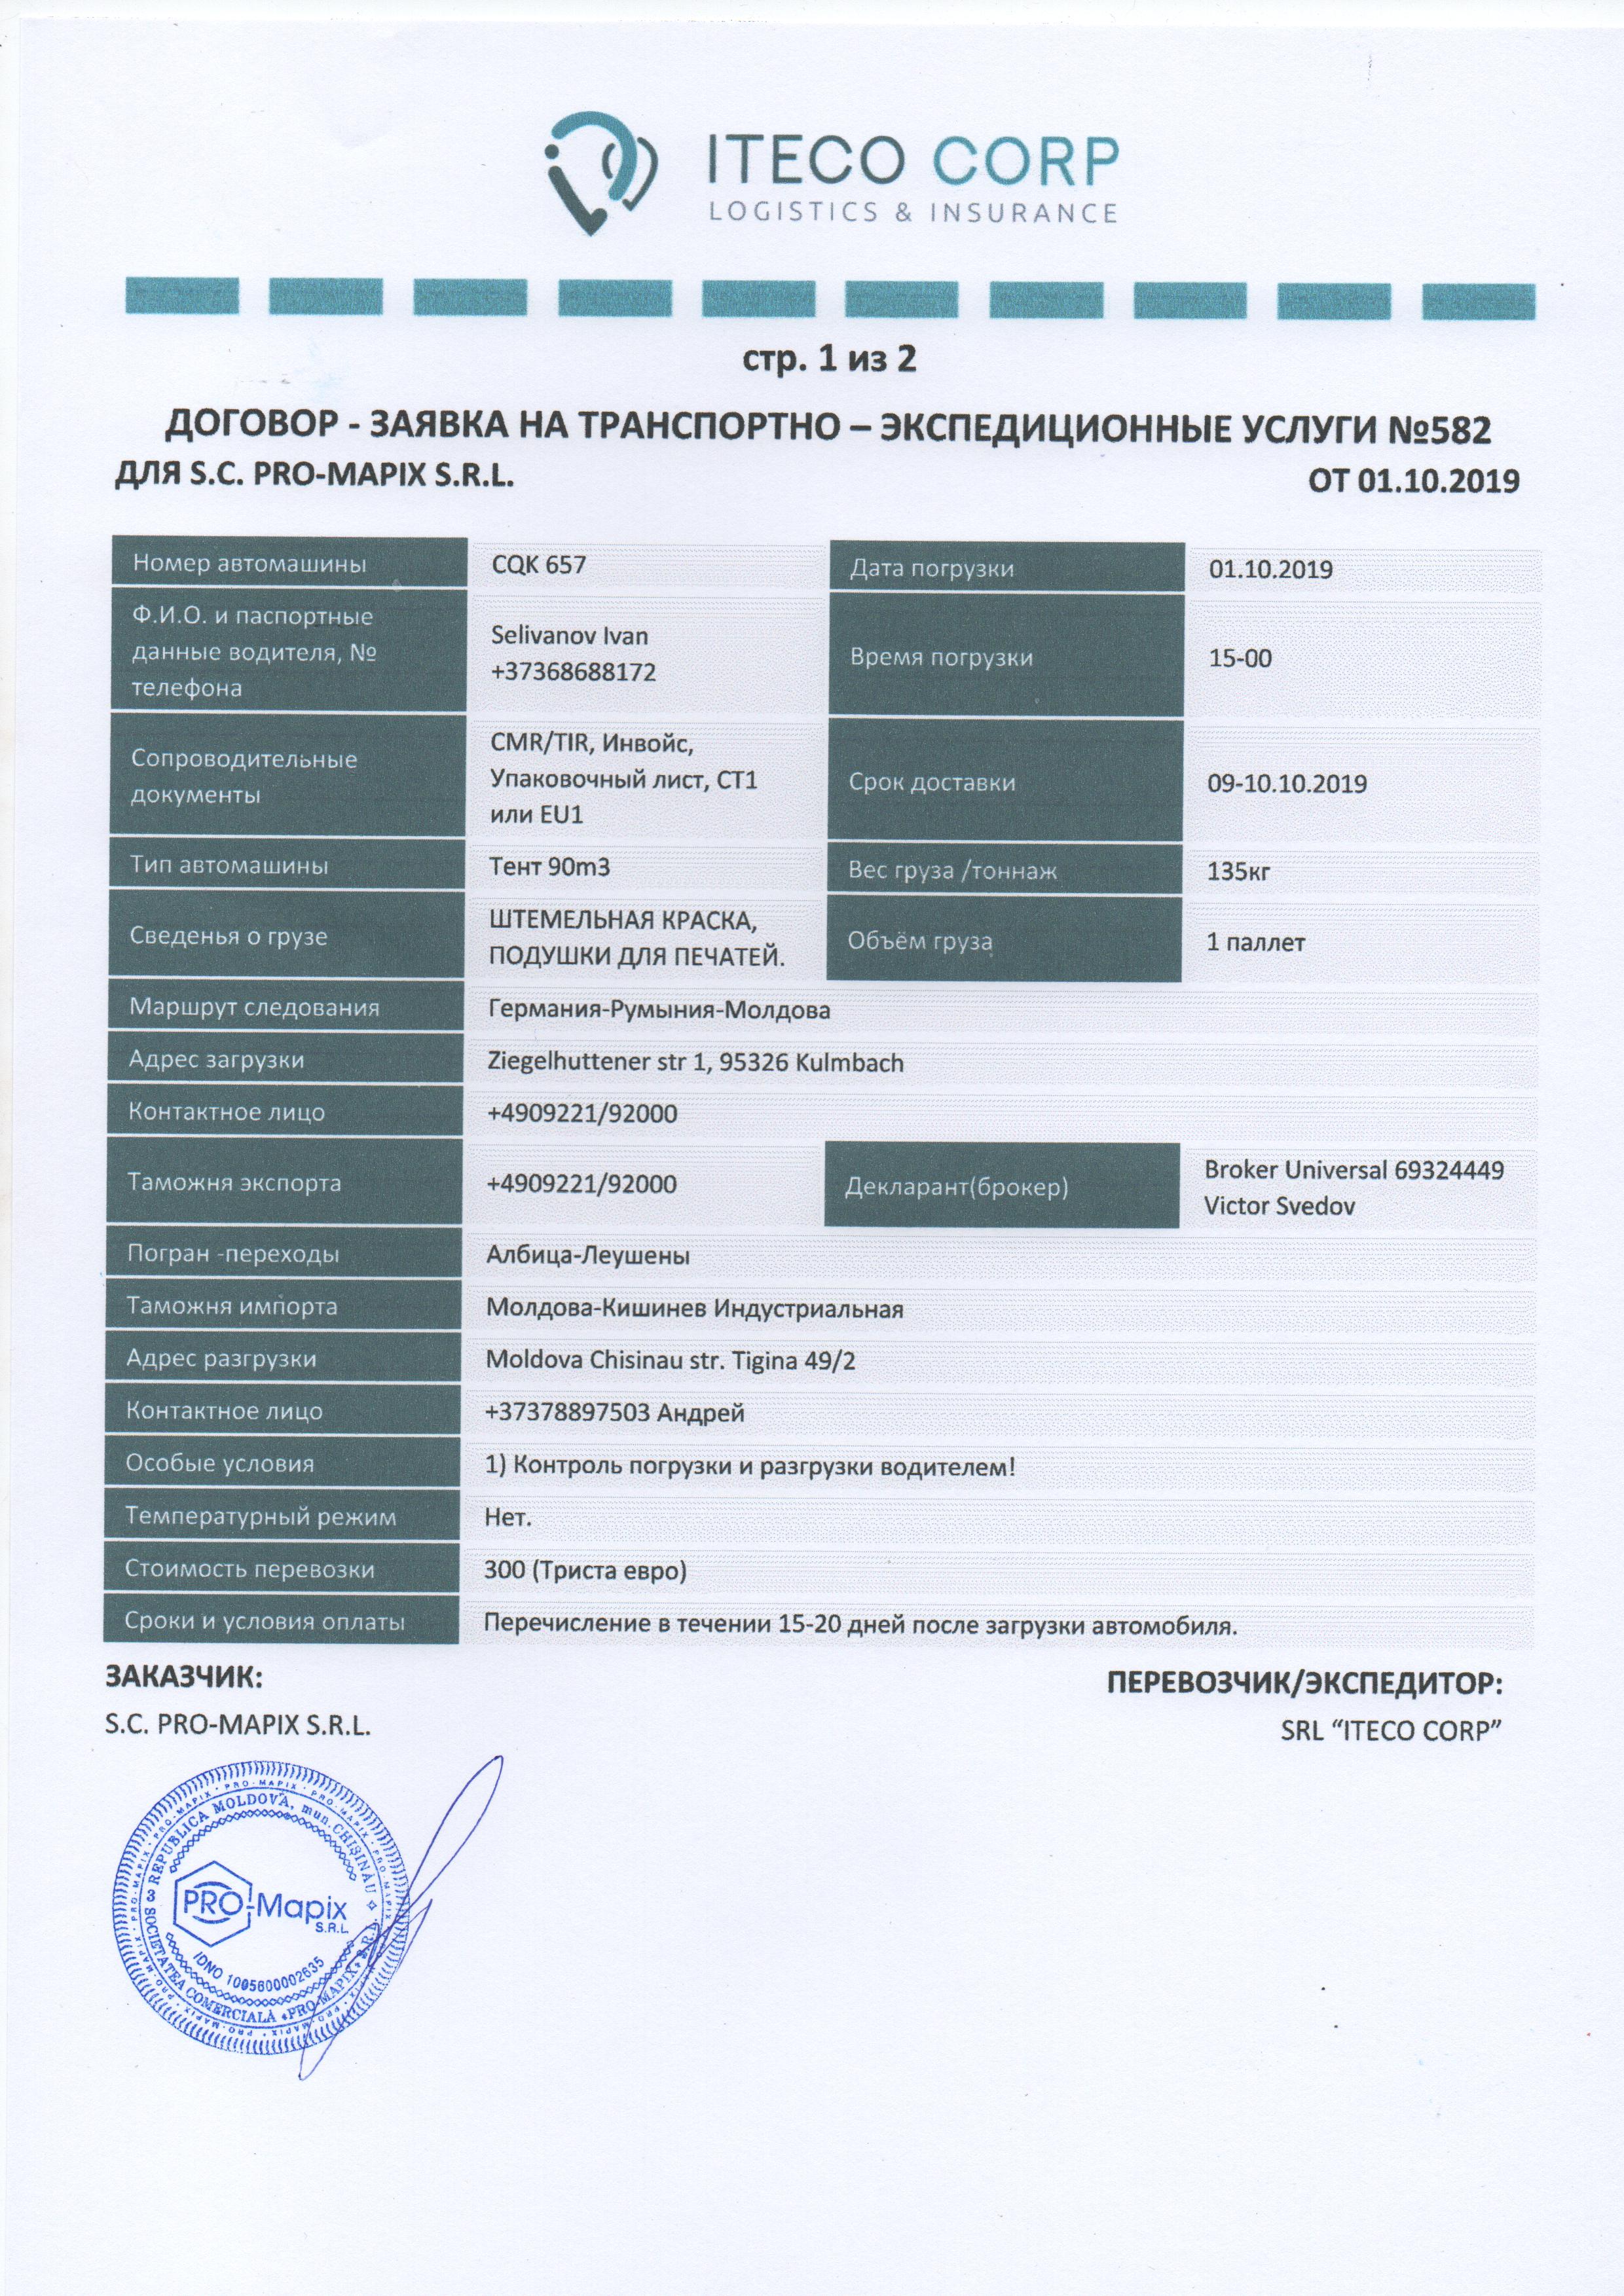 ITECO CORP
LOGISTICS & INSURANCE
стр. 1 из 2
ДОГОВОР - ЗАЯВКА НА ТРАНСПОРТНО – ЭКСПЕДИЦИОННЫЕ УСЛУГИ №582
ДЛЯ S.C. PRO-MAPIX S.R.L. ОТ 01.10.2019
Номер автомашины CQK 657 Дата погрузки 01.10.2019
Ф.И.О. и паспортные
данные водителя, №
телефона
Selivanov Ivan
+37368688172
Время погрузки 15-00
Сопроводительные
документы
CMR/TIR, Инвойс,
Упаковочный лист, СТ1
или EU1
Срок доставки 09-10.10.2019
Тип автомашины Тент 90m3 Вес груза /тоннаж 135кг
Сведенья о грузе
ШТЕМЕЛЬНАЯ КРАСКА,
ПОДУШКИ ДЛЯ ПЕЧАТЕЙ.
Объём груза 1 паллет
Маршрут следования Германия-Румыния-Молдова
Адрес загрузки Ziegelhuttener str 1, 95326 Kulmbach
Контактное лицо +4909221/92000
Таможня экспорта +4909221/92000 Декларант(брокер)
Broker Universal 69324449
Victor Svedov
Погран -переходы Албица-Леушены
Таможня импорта Молдова-Кишинев Индустриальная
Адрес разгрузки Moldova Chisinau str. Tigina 49/2
Контактное лицо +37378897503 Андрей
Особые условия 1) Контроль погрузки и разгрузки водителем!
Температурный режим Нет.
Стоимость перевозки 300 (Триста евро)
Сроки и условия оплаты Перечисление в течении 15-20 дней после загрузки автомобиля.
ЗАКАЗЧИК: ПЕРЕВОЗЧИК/ЭКСПЕДИТОР:
S.C. PRO-MAPIX S.R.L. SRL “ITECO CORP”
REPUBLICA MOLDOVA, mun. CHIŞINĂU
PRO-Mapix
S.R.L.
IDNO 1005600002635
SOCIETATEA COMERCIALĂ «PRO-MAPIX» S.R.L.